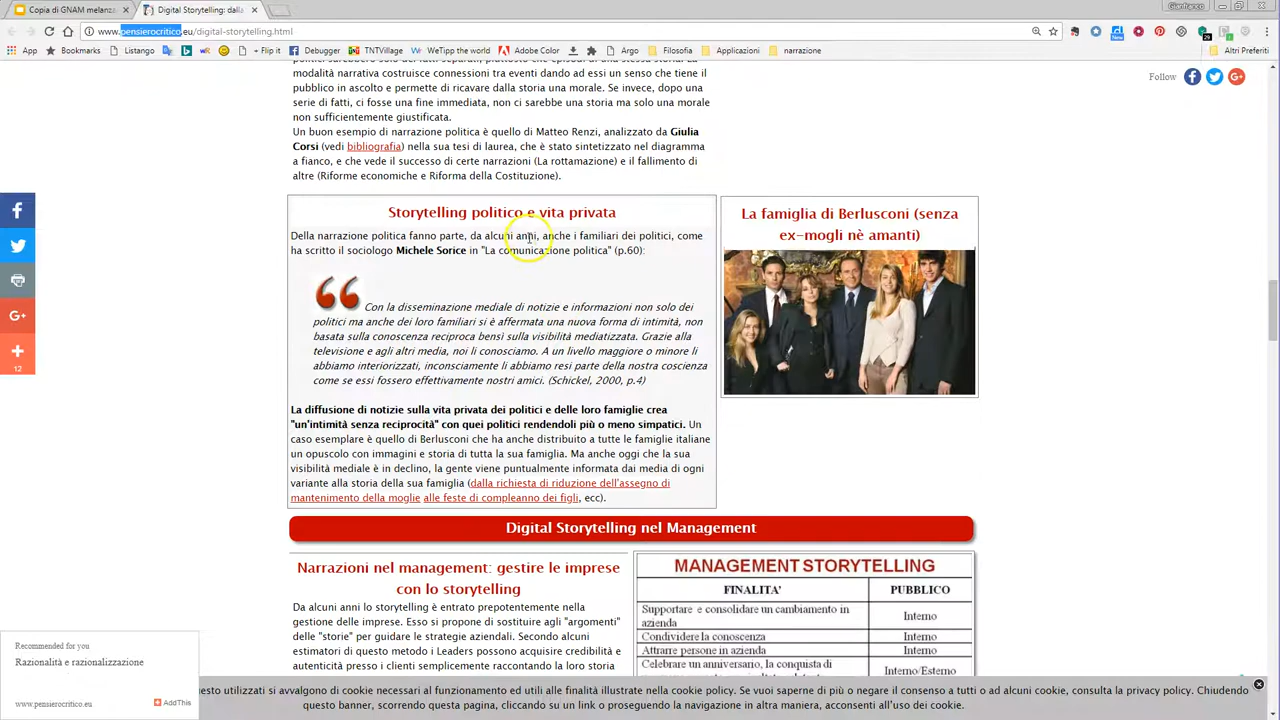 Copia di GNAM melanz
Digital Storytelling: dall
Gianfranco
www.pensierocritico.eu/digital-storytelling.html
App
Listango
+ Flip it
Debugger
TNTVillage
WeTipp the world
Adobe Color
Argo
Filosofia
Applicazioni
narrazione
Altri Preferiti
Follow
politici sarebbero solo dei fatti separati, piuttosto che episodi di una stessa storia. La
modalità narrativa costruisce connessioni tra eventi dando ad essi un senso che tiene il
pubblico in ascolto e permette di ricavare dalla storia una morale. Se invece, dopo una
serie di fatti, ci fosse una fine immediata, non ci sarebbe una storia ma solo una morale
non sufficientemente giustificata.
Un buon esempio di narrazione politica è quello di Matteo Renzi, analizzato da Giulia
Corsi (vedi bibliografia) nella sua tesi di laurea, che è stato sintetizzato nel diagramma
a fianco, e che vede il successo di certe narrazioni (La rottamazione) e il fallimento di
altre (Riforme economiche e Riforma della Costituzione).
Storytelling politico e vita privata
Della narrazione politica fanno parte, da alcuni anni, anche i familiari dei politici, come
ha scritto il sociologo Michele Sorice in "La comunicazione politica" (p.60):
Con la disseminazione mediale di notizie e informazioni non solo dei
politici ma anche dei loro familiari si è affermata una nuova forma di intimità, non
basata sulla conoscenza reciproca bensì sulla visibilità mediatizzata. Grazie alla
televisione e agli altri media, noi li conosciamo. A un livello maggiore o minore li
abbiamo interiorizzati, inconsciamente li abbiamo resi parte della nostra coscienza
come se essi fossero effettivamente nostri amici. (Schickel, 2000, p.4)
La diffusione di notizie sulla vita privata dei politici e delle loro famiglie crea
"un'intimità senza reciprocità" con quei politici rendendoli più o meno simpatici. Un
caso esemplare è quello di Berlusconi che ha anche distribuito a tutte le famiglie italiane
un opuscolo con immagini e storia di tutta la sua famiglia. Ma anche oggi che la sua
visibilità mediale è in declino, la gente viene puntualmente informata dai media di ogni
variante alla storia della sua famiglia (dalla richiesta di riduzione dell'assegno di
mantenimento della moglie alle feste di compleanno dei figli, ecc).
La famiglia di Berlusconi (senza
ex-mogli nè amanti)
12
Digital Storytelling nel Management
Narrazioni nel management: gestire le imprese
con lo storytelling
Da alcuni anni lo storytelling è entrato prepotentemente nella
gestione delle imprese. Esso si propone di sostituire agli "argomenti"
delle "storie" per guidare le strategie aziendali. Secondo alcuni
estimatori di questo metodo i Leaders possono acquisire credibilità e
autenticità presso i clienti semplicemente raccontando la loro storia
MANAGEMENT STORYTELLING
FINALITA' PUBBLICO
Supportare e consolidare un cambiamento in
azienda Interno
Condividere la conoscenza Interno
Attrarre persone in azienda Interno
Celebrare un anniversario, la conquista di Interno/Esterno
Recommended for you
Razionalità e razionalizzazione
www.pensierocritico.eu
AddThis
uesto utilizzati si avvalgono di cookie necessari al funzionamento ed utili alle finalità illustrate nella cookie policy. Se vuoi saperne di più o negare il consenso a tutti o ad alcuni cookie, consulta la privacy policy. Chiudendo
questo banner, scorrendo questa pagina, cliccando su un link o proseguendo la navigazione in altra maniera, acconsenti all'uso dei cookie.